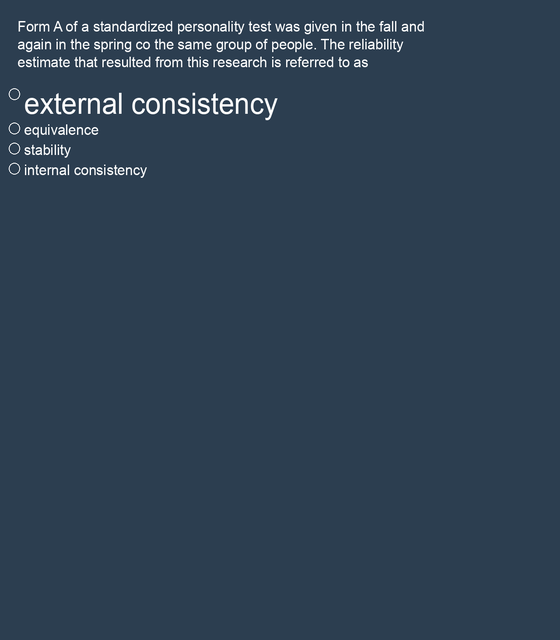 Form A of a standardized personality test was given in the fall and
again in the spring co the same group of people. The reliability
estimate that resulted from this research is referred to as
external consistency
equivalence
stability
internal consistency